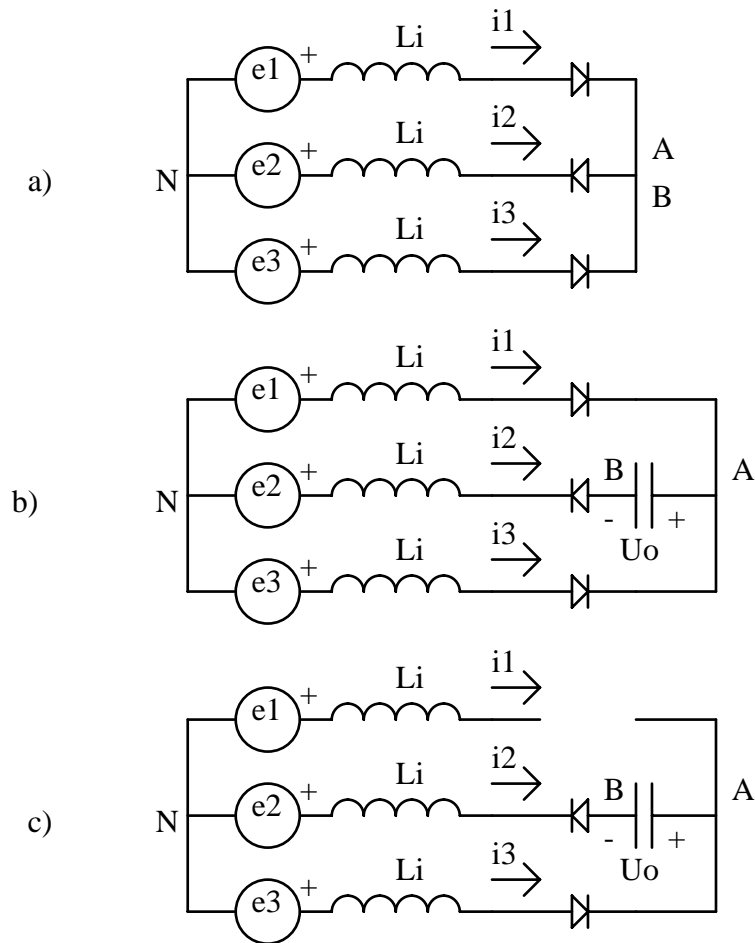 i1
Li
e1 +
i2
Li
a) N e2 + A
B
i3
Li
e3 +
i1
Li
e1 +
i2
Li
b) N e2 + B A
- +
Uo
i3
Li
e3 +
i1
Li
e1 +
i2
Li
c) N e2 + B A
- +
Uo
i3
Li
e3 +